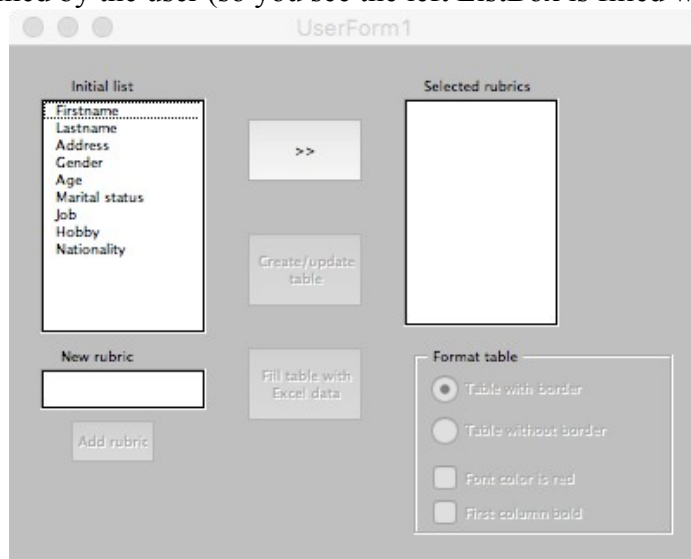 UserForm1
Initial list
Firstname
Lastname
Address
Gender
Age
Marital status
Job
Hobby
Nationality
>>
Selected rubrics
Create/update
table
New rubric
Add rubric
Fill table with
Excel data
Format table
Table with border
Table without border
Font color is red
First column bold